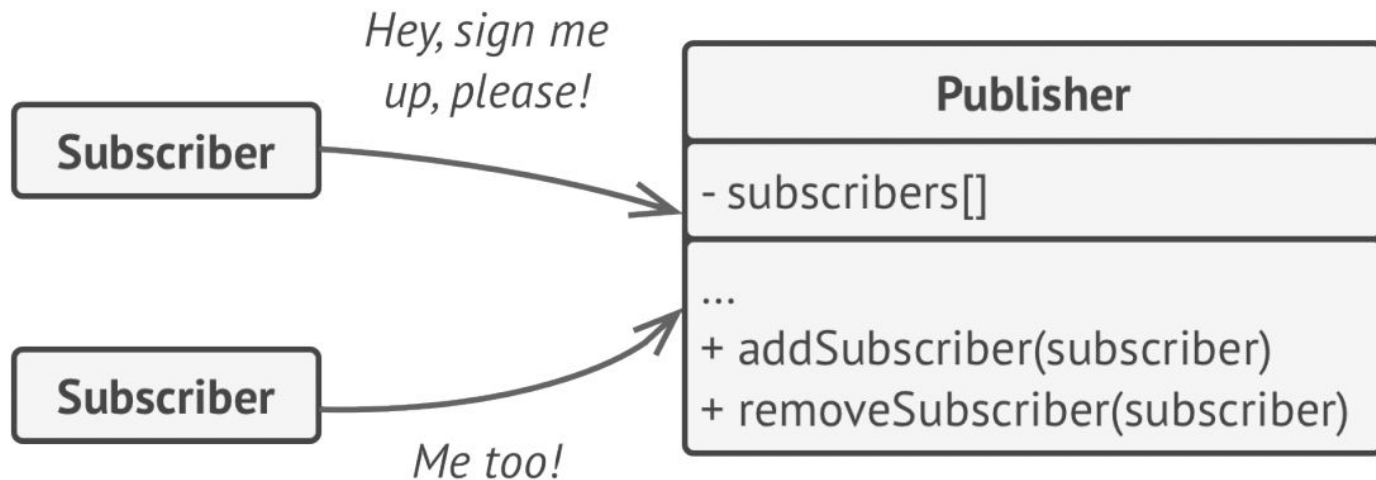 Hey, sign me
up, please!
Subscriber
Publisher
- subscribers[]
...
+ addSubscriber(subscriber)
+ removeSubscriber(subscriber)
Subscriber
Me too!